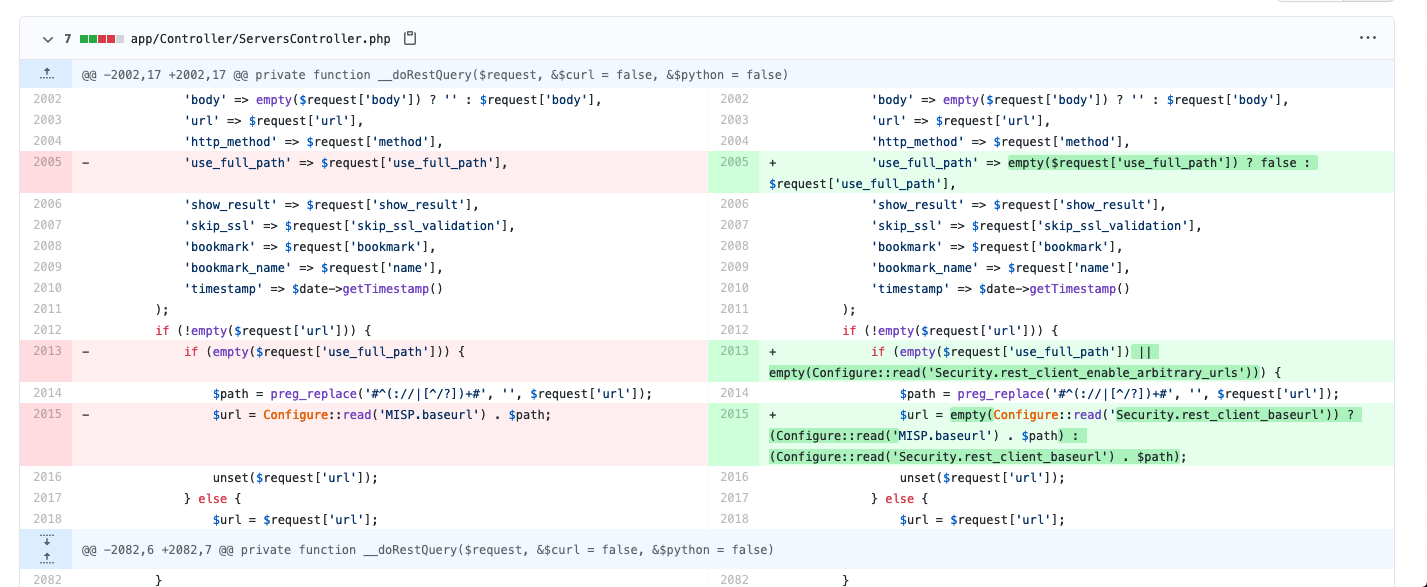 7 app/Controller/ServersController.php
@@ -2002,17 +2002,17 @@ private function __doRestQuery($request, &$curl = false, &$python = false)
2002 'body' => empty($request['body']) ? '' : $request['body'],
2003 'url' => $request['url'],
2004 'http_method' => $request['method'],
2005 - 'use_full_path' => $request['use_full_path'],
2006 'show_result' => $request['show_result'],
2007 'skip_ssl' => $request['skip_ssl_validation'],
2008 'bookmark' => $request['bookmark'],
2009 'bookmark_name' => $request['name'],
2010 'timestamp' => $date->getTimestamp()
2011 );
2012 if (!empty($request['url'])) {
2013 - if (empty($request['use_full_path'])) {
2014 $path = preg_replace('#^(://|[^/?])+#', '', $request['url']);
2015 - $url = Configure::read('MISP.baseurl') . $path;
2016 unset($request['url']);
2017 } else {
2018 $url = $request['url'];
2002 'body' => empty($request['body']) ? '' : $request['body'],
2003 'url' => $request['url'],
2004 'http_method' => $request['method'],
2005 + 'use_full_path' => empty($request['use_full_path']) ? false :
$request['use_full_path'],
2006 'show_result' => $request['show_result'],
2007 'skip_ssl' => $request['skip_ssl_validation'],
2008 'bookmark' => $request['bookmark'],
2009 'bookmark_name' => $request['name'],
2010 'timestamp' => $date->getTimestamp()
2011 );
2012 if (!empty($request['url'])) {
2013 + if (empty($request['use_full_path']) ||
empty(Configure::read('Security.rest_client_enable_arbitrary_urls'))) {
2014 $path = preg_replace('#^(://|[^/?])+#', '', $request['url']);
2015 + $url = empty(Configure::read('Security.rest_client_baseurl')) ?
(Configure::read('MISP.baseurl') . $path) :
(Configure::read('Security.rest_client_baseurl') . $path);
2016 unset($request['url']);
2017 } else {
2018 $url = $request['url'];
@@ -2082,6 +2082,7 @@ private function __doRestQuery($request, &$curl = false, &$python = false)
2082 }
2082 }